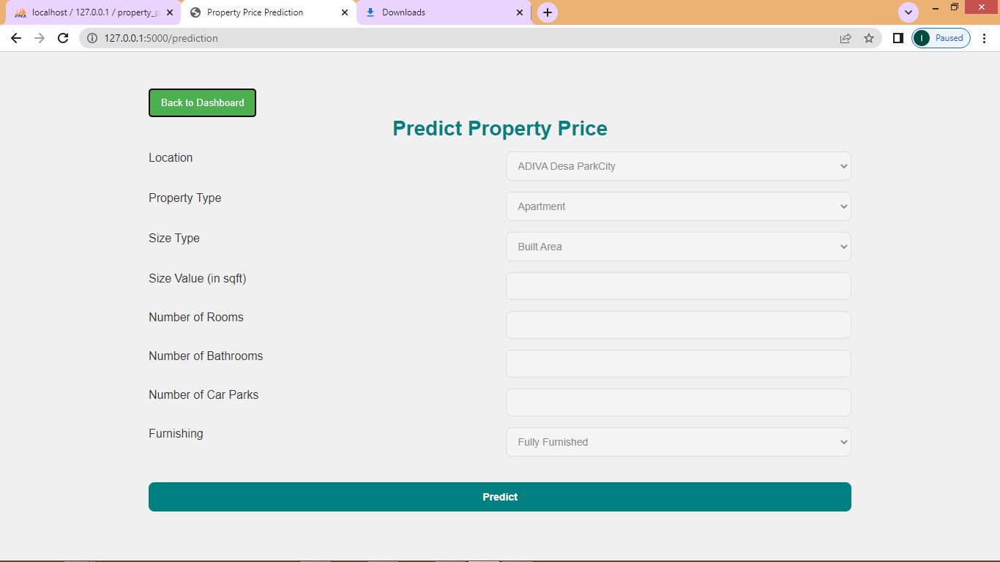 PMA localhost / 127.0.0.1 / property_p
Property Price Prediction
Downloads
127.0.0.1:5000/prediction
I Paused
Back to Dashboard
Predict Property Price
Location ADIVA Desa ParkCity
Property Type Apartment
Size Type Built Area
Size Value (in sqft)
Number of Rooms
Number of Bathrooms
Number of Car Parks
Furnishing Fully Furnished
Predict